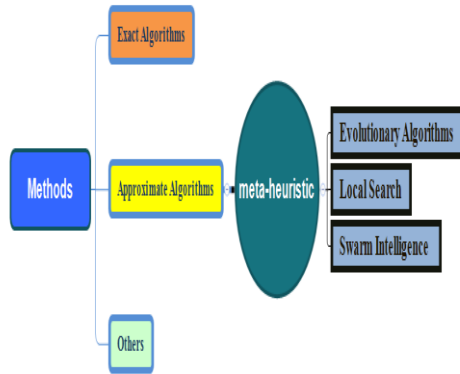 Exact Algorithms
Methods
Approximate Algorithms
meta-heuristic
Evolutionary Algorithms
Local Search
Swarm Intelligence
Others